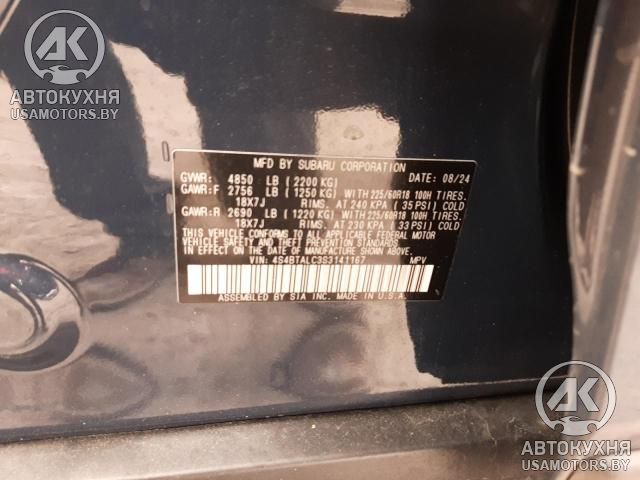 AK
АВТОКУХНЯ
USAMOTORS.BY
MFD BY SUBARU CORPORATION
GVWR: 4850 LB ( 2200 KG) DATE: 08/24
GAWR:F 2756 LB ( 1250 KG) WITH 225/60R18 100H TIRES.
18X7J RIMS. AT 240 KPA ( 35 PSI) COLD
GAWR:R 2690 LB ( 1220 KG) WITH 225/60R18 100H TIRES.
18X7J RIMS. AT 230 KPA ( 33 PSI) COLD
THIS VEHICLE CONFORMS TO ALL APPLICABLE FEDERAL
MOTOR VEHICLE SAFETY AND THEFT PREVENTION
STANDARDS IN EFFECT ON THE DATE OF
MANUFACTURE SHOWN ABOVE.
VIN: 4S4BTALC3S3141167 MPV
ASSEMBLED BY SIA INC. MADE IN U.S.A.
AK
АВТОКУХНЯ
USAMOTORS.BY